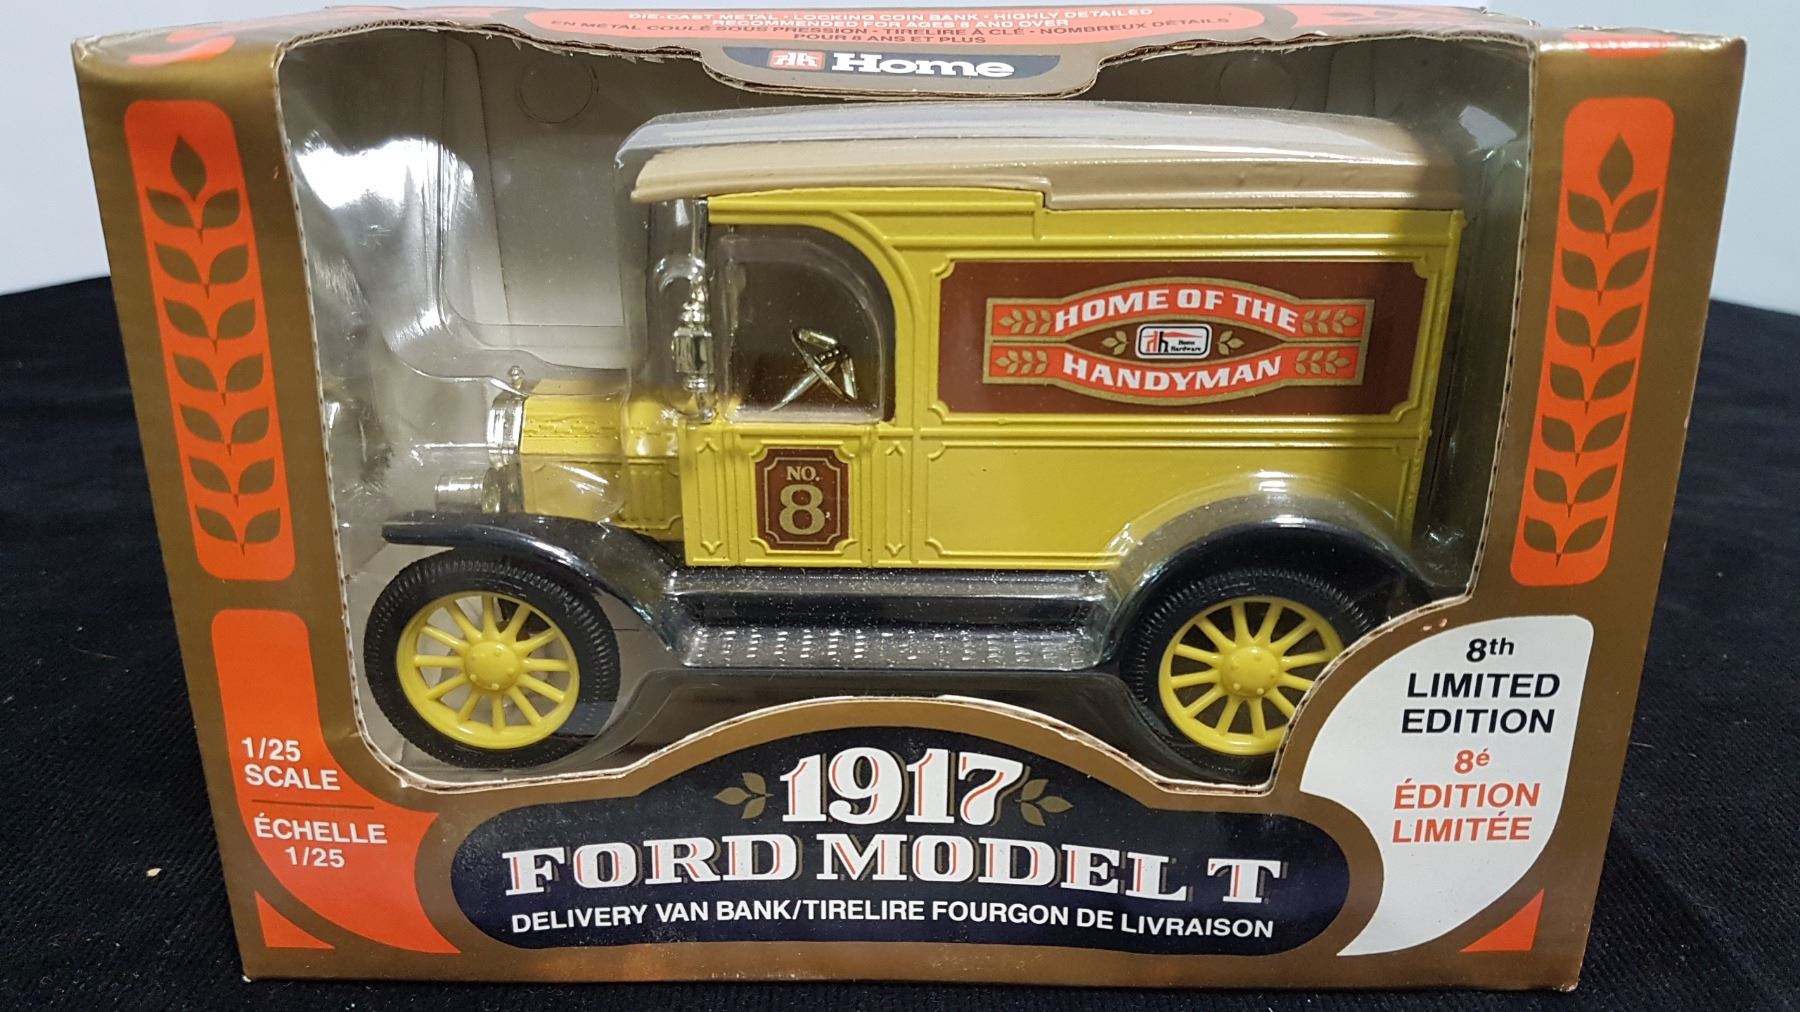 DIE-CAST METAL · LOCKING COIN BANK · HIGHLY DETAILED
RECOMMENDED FOR AGES 8 AND OVER
EN MÉTAL COULÉ SOUS PRESSION · TIRELIRE À CLÉ · NOMBREUX DÉTAILS
POUR 8 ANS ET PLUS
Home
HOME OF THE
Home
Hardware
HANDYMAN
NO.
8
1/25
SCALE
ÉCHELLE
1/25
1917
FORD MODEL T
DELIVERY VAN BANK/TIRELIRE FOURGON DE LIVRAISON
8th
LIMITED
EDITION
8é
ÉDITION
LIMITÉE